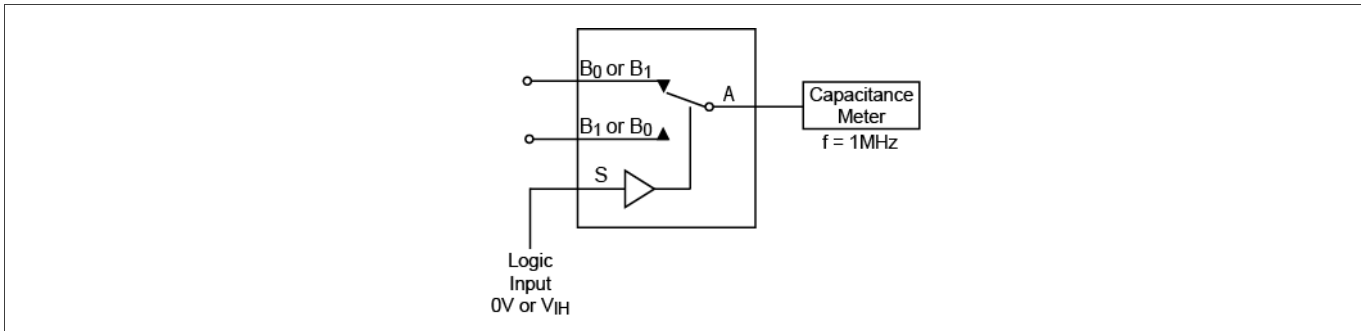 B0 or B1
A
Capacitance
Meter
f = 1MHz
B1 or B0
S
Logic
Input
0V or VIH